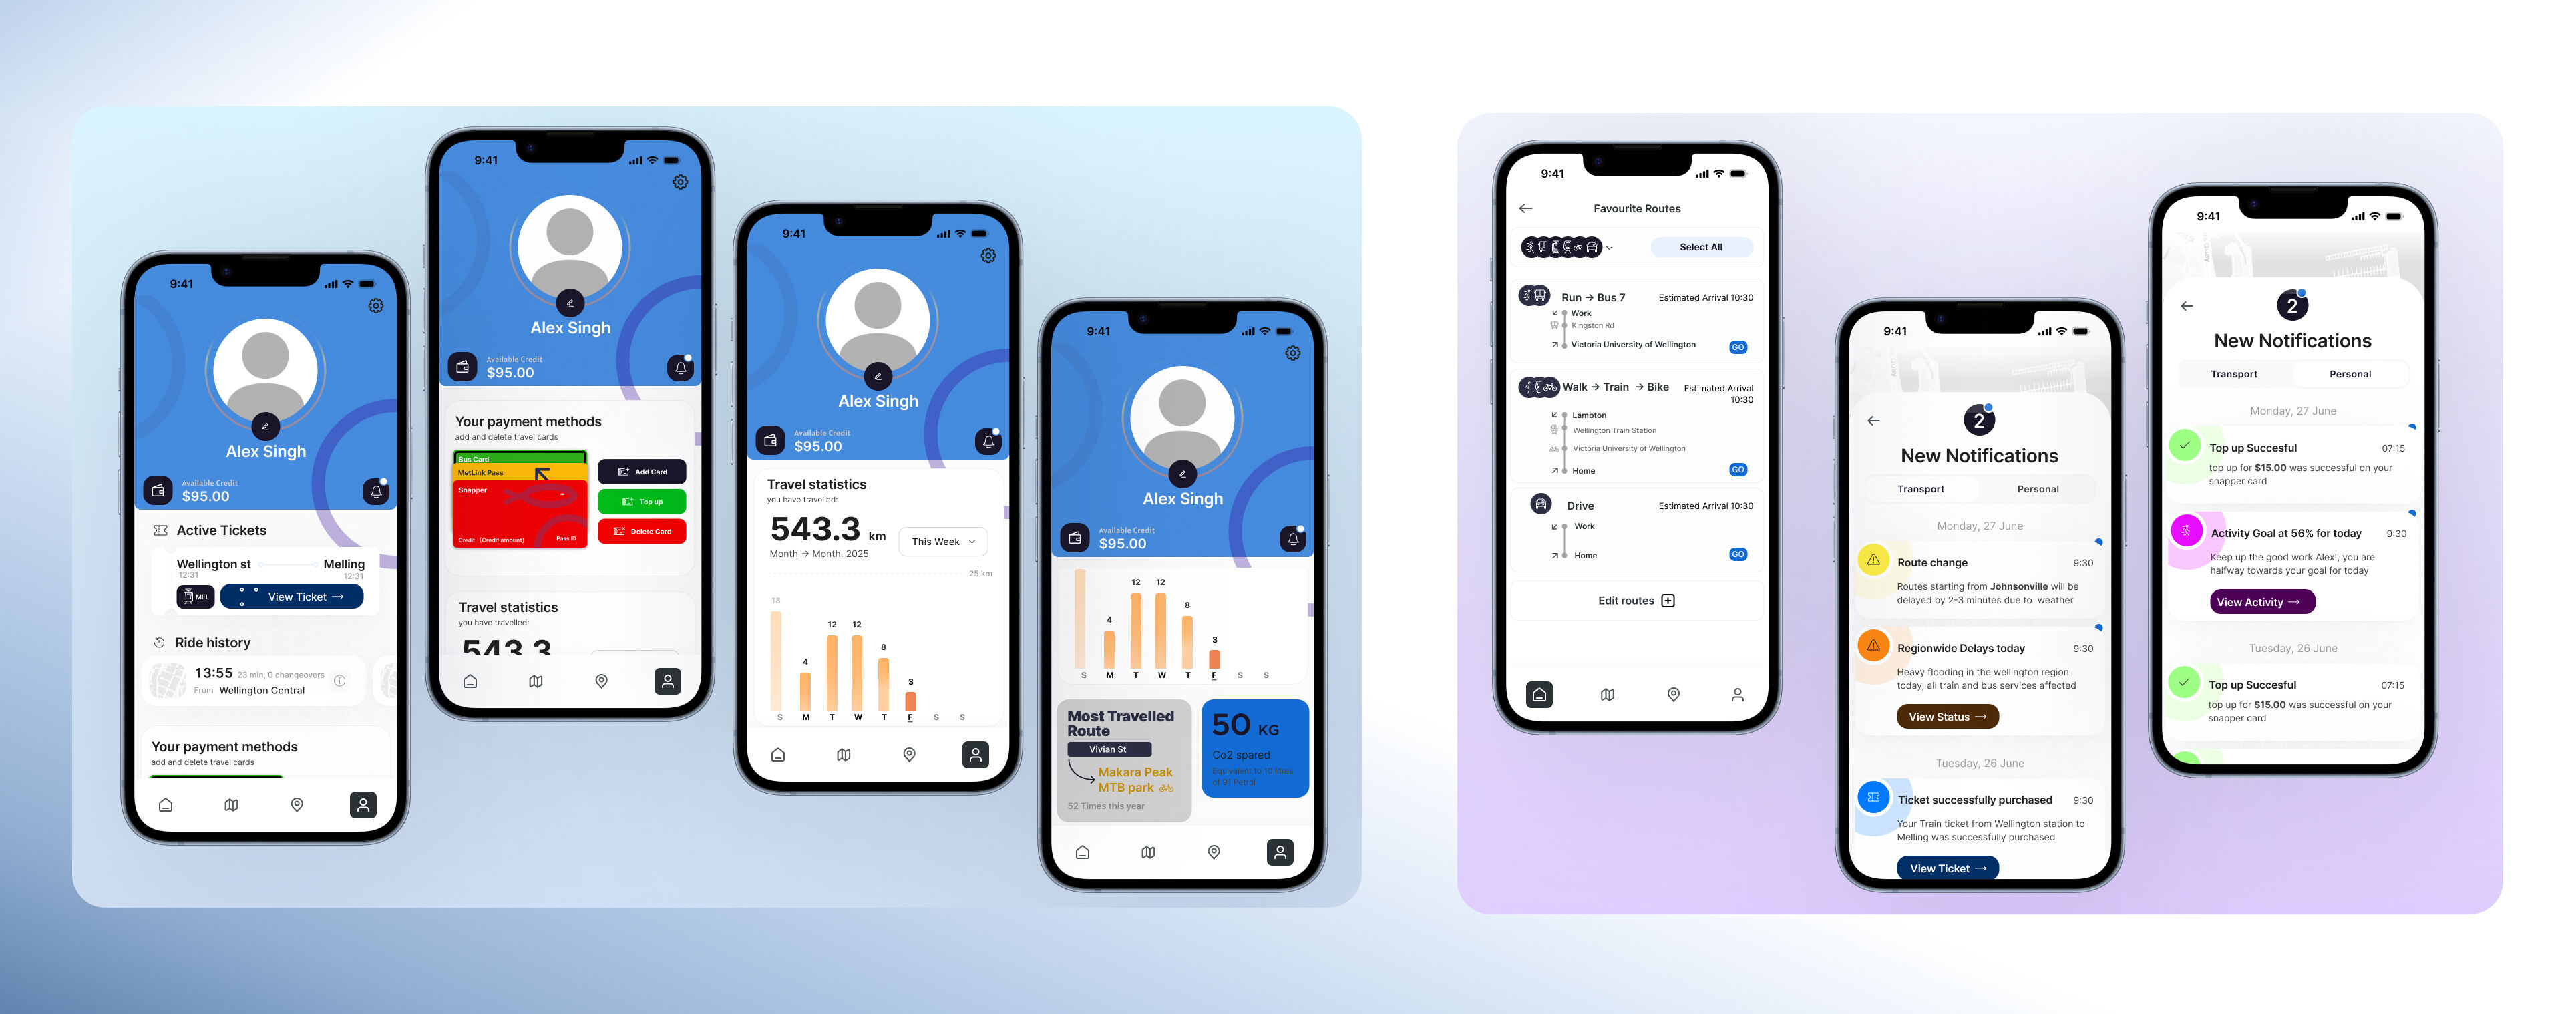 9:41
Alex Singh
Available Credit
$95.00
Active Tickets
Wellington st
Melling
12:31
12:31
MEL
View Ticket →
Ride history
13:55 23 min, 0 changeovers
From Wellington Central
Your payment methods
add and delete travel cards
9:41
Alex Singh
Available Credit
$95.00
Your payment methods
add and delete travel cards
Bus Card
MetLink Pass
Snapper
Credit [Credit amount]
Pass ID
Add Card
Top up
Delete Card
Travel statistics
you have travelled:
543.3
9:41
Alex Singh
Available Credit
$95.00
Travel statistics
you have travelled:
543.3 km
Month → Month, 2025
This Week
25 km
18
4
12
12
8
3
S M T W T F S S
9:41
Alex Singh
Available Credit
$95.00
4
12
12
8
3
S M T W T F S S
Most Travelled
Route
Vivian St
Makara Peak
MTB park
52 Times this year
50 KG
Co2 spared
Equivalent to 10 litres
of 91 Petrol
9:41
Favourite Routes
Select All
Run → Bus 7
Estimated Arrival 10:30
Work
Kingston Rd
Victoria University of Wellington
GO
Walk → Train → Bike
Estimated Arrival
10:30
Lambton
Wellington Train Station
Victoria University of Wellington
Home
GO
Drive
Estimated Arrival 10:30
Work
Home
GO
Edit routes
9:41
2
New Notifications
Transport
Personal
Monday, 27 June
Route change
9:30
Routes starting from Johnsonville will be
delayed by 2-3 minutes due to weather
Regionwide Delays today
9:30
Heavy flooding in the wellington region
today, all train and bus services affected
View Status →
Tuesday, 26 June
Ticket successfully purchased
9:30
Your Train ticket from Wellington station to
Melling was successfully purchased
View Ticket →
9:41
2
New Notifications
Transport
Personal
Monday, 27 June
Top up Succesful
07:15
top up for $15.00 was successful on your
snapper card
Activity Goal at 56% for today
9:30
Keep up the good work Alex!, you are
halfway towards your goal for today
View Activity →
Tuesday, 26 June
Top up Succesful
07:15
top up for $15.00 was successful on your
snapper card